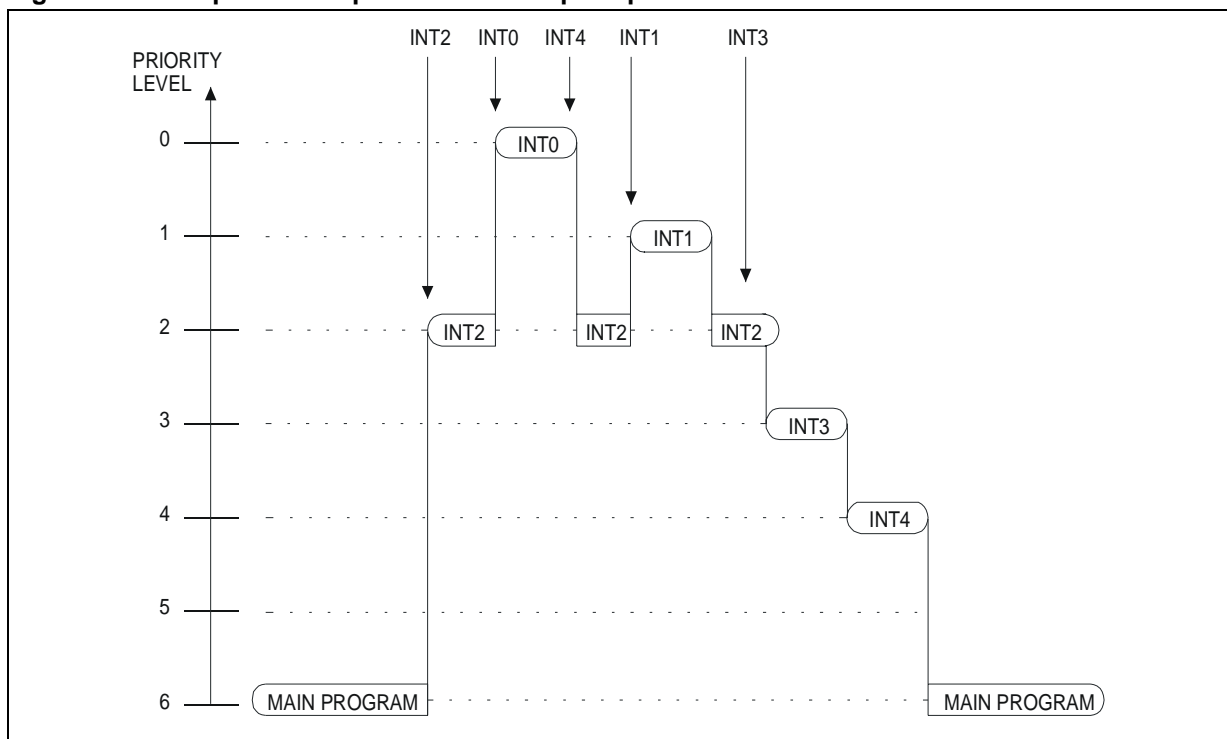 INT2 INT0 INT4 INT1 INT3
PRIORITY
LEVEL
0 INT0
1 INT1
2 INT2 INT2 INT2
3 INT3
4 INT4
5
6 MAIN PROGRAM MAIN PROGRAM